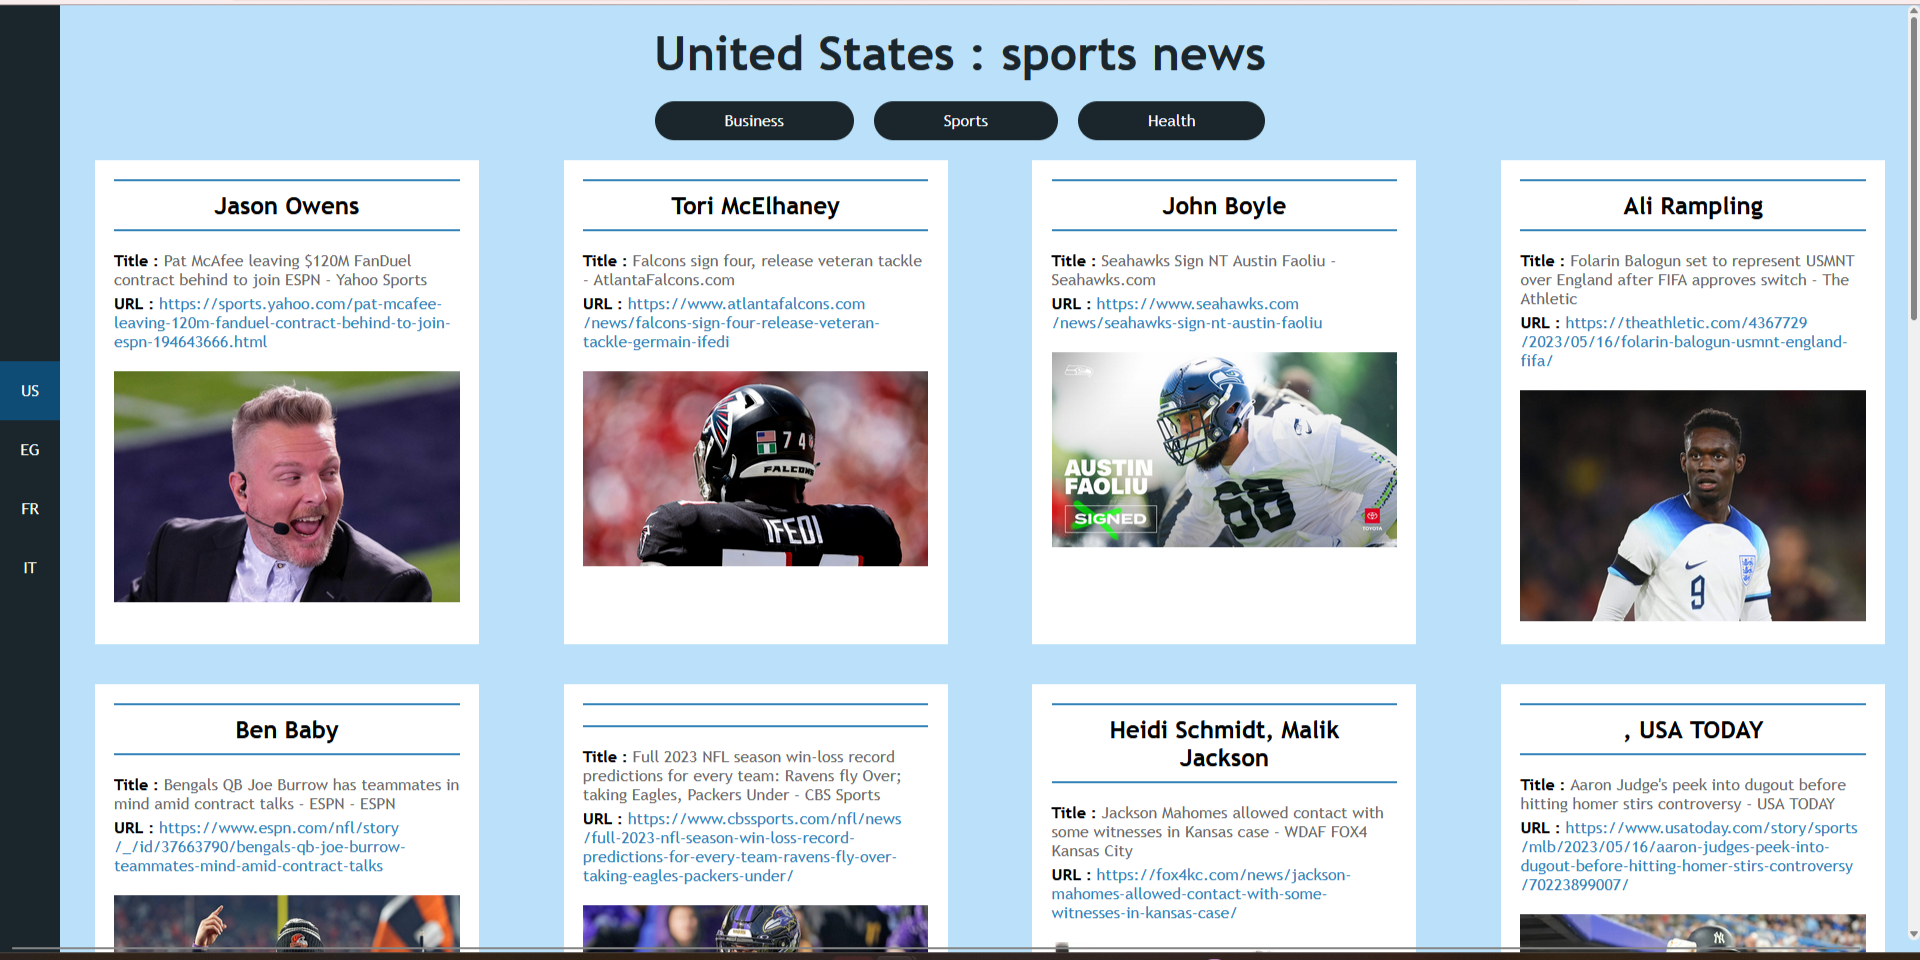 United States : sports news
Business
Sports
Health
US
EG
FR
IT
Jason Owens
Title : Pat McAfee leaving $120M FanDuel
contract behind to join ESPN - Yahoo Sports
URL : https://sports.yahoo.com/pat-mcafee-
leaving-120m-fanduel-contract-behind-to-join-
espn-194643666.html
Tori McElhaney
Title : Falcons sign four, release veteran tackle
- AtlantaFalcons.com
URL : https://www.atlantafalcons.com
/news/falcons-sign-four-release-veteran-
tackle-germain-ifedi
74
FALCONS
IFEDI
John Boyle
Title : Seahawks Sign NT Austin Faoliu -
Seahawks.com
URL : https://www.seahawks.com
/news/seahawks-sign-nt-austin-faoliu
AUSTIN
FAOLIU
SIGNED
68
TOYOTA
Ali Rampling
Title : Folarin Balogun set to represent USMNT
over England after FIFA approves switch - The
Athletic
URL : https://theathletic.com/4367729
/2023/05/16/folarin-balogun-usmnt-england-
fifa/
9
Ben Baby
Title : Bengals QB Joe Burrow has teammates in
mind amid contract talks - ESPN - ESPN
URL : https://www.espn.com/nfl/story
/_/id/37663790/bengals-qb-joe-burrow-
teammates-mind-amid-contract-talks
Title : Full 2023 NFL season win-loss record
predictions for every team: Ravens fly Over;
taking Eagles, Packers Under - CBS Sports
URL : https://www.cbssports.com/nfl/news
/full-2023-nfl-season-win-loss-record-
predictions-for-every-team-ravens-fly-over-
taking-eagles-packers-under/
Heidi Schmidt, Malik
Jackson
Title : Jackson Mahomes allowed contact with
some witnesses in Kansas case - WDAF FOX4
Kansas City
URL : https://fox4kc.com/news/jackson-
mahomes-allowed-contact-with-some-
witnesses-in-kansas-case/
, USA TODAY
Title : Aaron Judge's peek into dugout before
hitting homer stirs controversy - USA TODAY
URL : https://www.usatoday.com/story/sports
/mlb/2023/05/16/aaron-judges-peek-into-
dugout-before-hitting-homer-stirs-controversy
/70223899007/